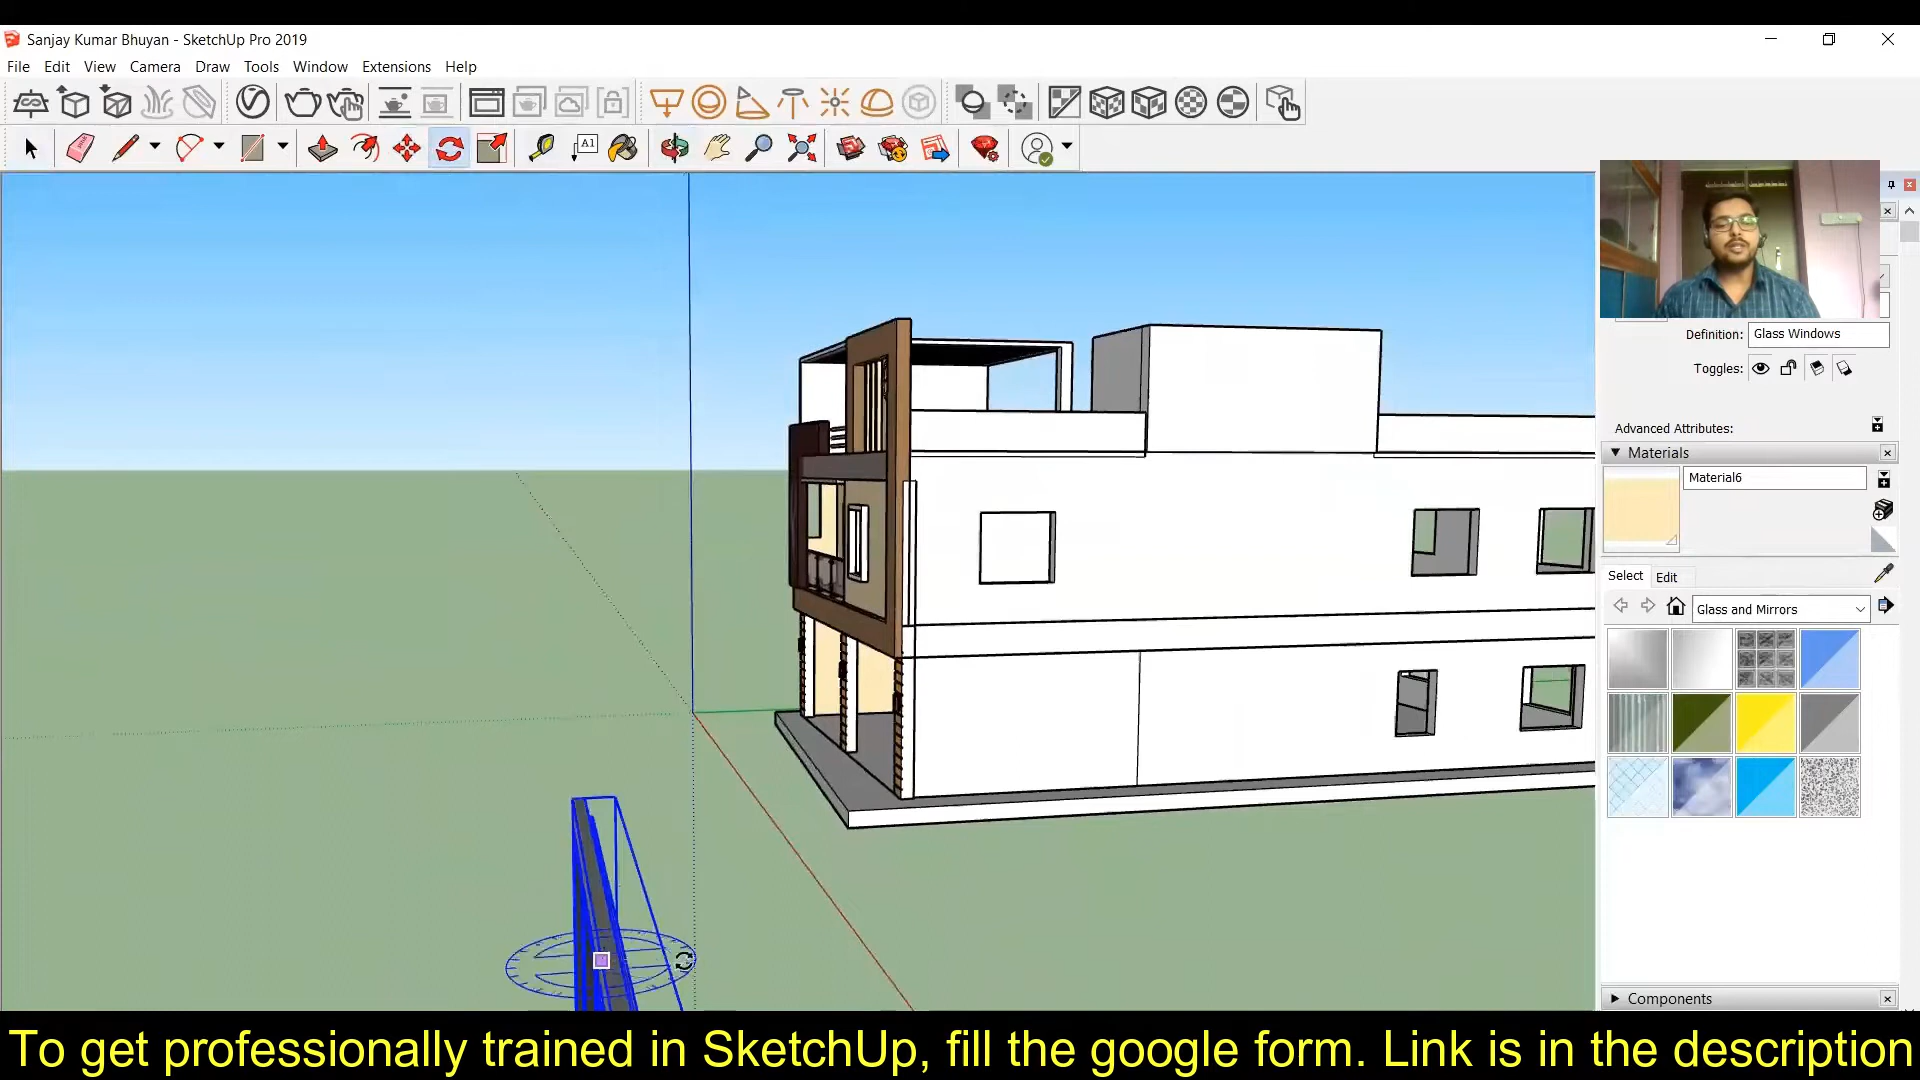 Sanjay Kumar Bhuyan - SketchUp Pro 2019
File Edit View Camera Draw Tools Window Extensions Help
A1
Definition: Glass Windows
Toggles:
Advanced Attributes:
Materials
Material6
Select Edit
Glass and Mirrors
Components
To get professionally trained in SketchUp, fill the google form. Link is in the description